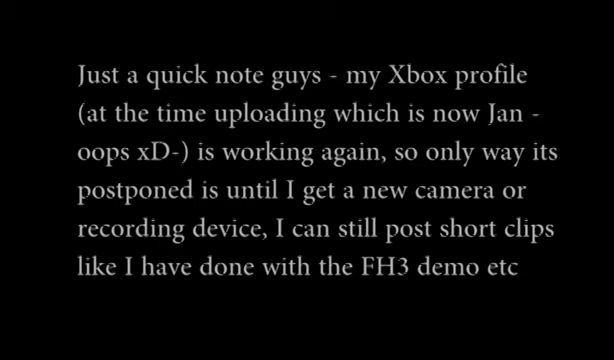 Just a quick note guys - my Xbox profile
(at the time uploading which is now Jan -
oops xD-) is working again, so only way its
postponed is until I get a new camera or
recording device, I can still post short clips
like I have done with the FH3 demo etc